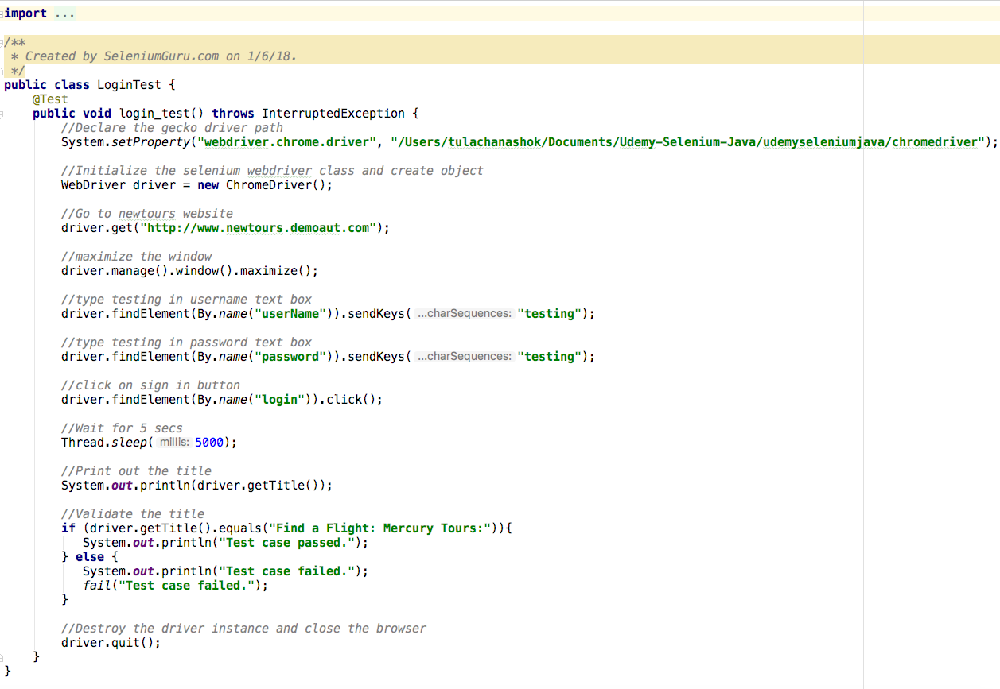 import ...
/**
 * Created by SeleniumGuru.com on 1/6/18.
 */
public class LoginTest {
    @Test
    public void login_test() throws InterruptedException {
        //Declare the gecko driver path
        System.setProperty("webdriver.chrome.driver", "/Users/tulachanashok/Documents/Udemy-Selenium-Java/udemyseleniumjava/chromedriver");
        //Initialize the selenium webdriver class and create object
        WebDriver driver = new ChromeDriver();
        //Go to newtours website
        driver.get("http://www.newtours.demoaut.com");
        //maximize the window
        driver.manage().window().maximize();
        //type testing in username text box
        driver.findElement(By.name("userName")).sendKeys( ...charSequences: "testing");
        //type testing in password text box
        driver.findElement(By.name("password")).sendKeys( ...charSequences: "testing");
        //click on sign in button
        driver.findElement(By.name("login")).click();
        //Wait for 5 secs
        Thread.sleep( millis: 5000);
        //Print out the title
        System.out.println(driver.getTitle());
        //Validate the title
        if (driver.getTitle().equals("Find a Flight: Mercury Tours:")){
           System.out.println("Test case passed.");
        } else {
           System.out.println("Test case failed.");
           fail("Test case failed.");
        }
        //Destroy the driver instance and close the browser
        driver.quit();
    }
}